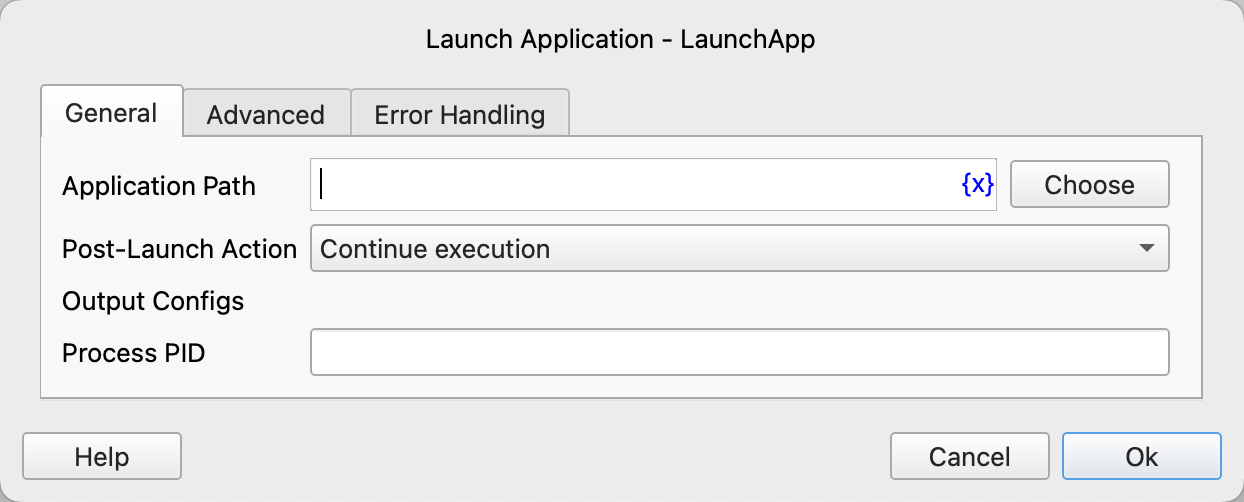 Launch Application - LaunchApp
General Advanced Error Handling
Application Path {x} Choose
Post-Launch Action Continue execution
Output Configs
Process PID
Help Cancel Ok